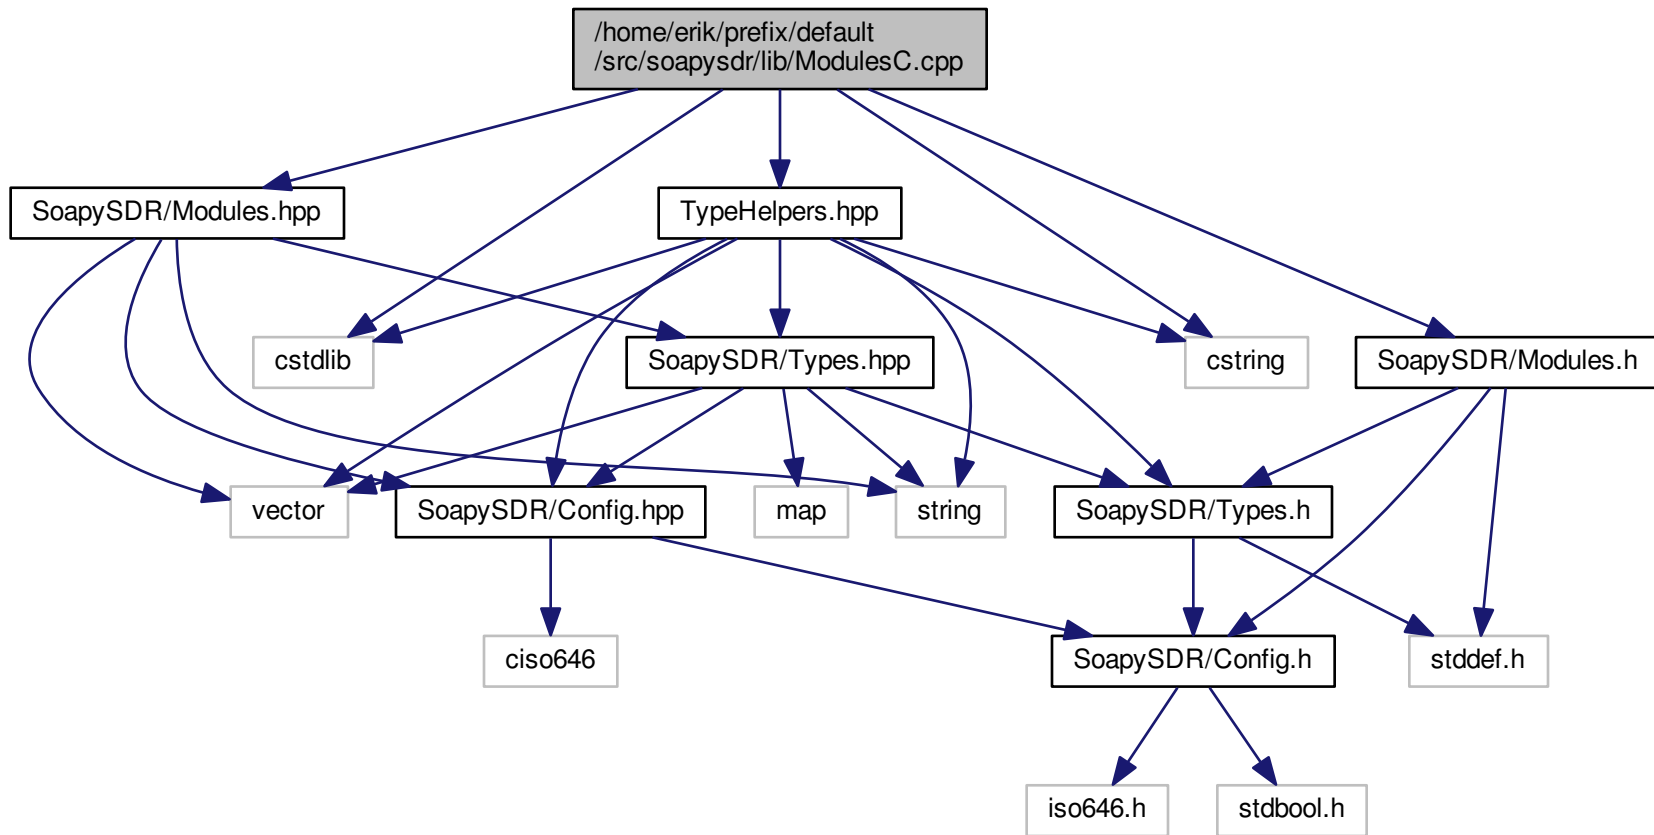 /home/erik/prefix/default
/src/soapysdr/lib/ModulesC.cpp
SoapySDR/Modules.hpp
TypeHelpers.hpp
cstdlib
SoapySDR/Types.hpp
cstring
SoapySDR/Modules.h
vector
SoapySDR/Config.hpp
map
string
SoapySDR/Types.h
ciso646
SoapySDR/Config.h
stddef.h
iso646.h
stdbool.h